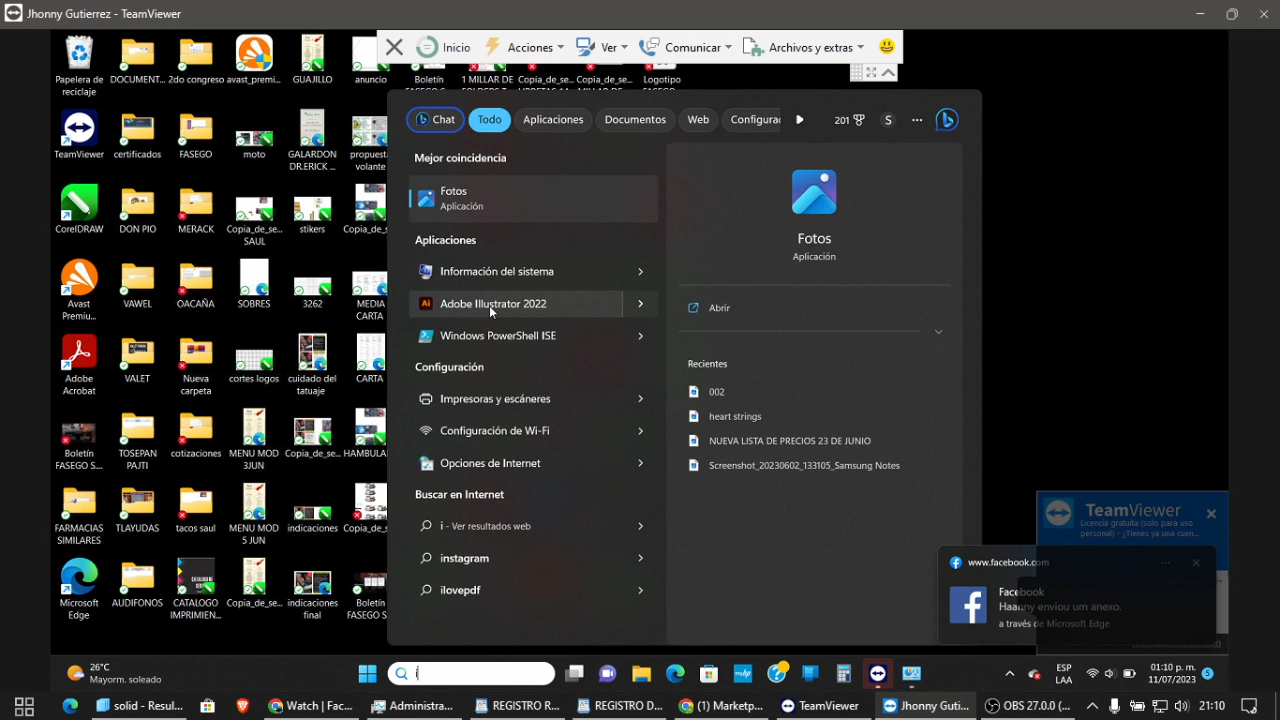 Jhonny Gutierrez - TeamViewer
Inicio
Acciones
Ver
Comunicar
Archivos y extras
Papelera de reciclaje
DOCUMENT...
2do congreso
avast_premi...
GUAJILLO
anuncio
Boletín
1 MILLAR DE
Copia_de_se...
Copia_de_se...
Logotipo
TeamViewer
certificados
FASEGO
moto
GALARDON DR.ERICK ...
propuesta volante
CorelDRAW
DON PIO
MERACK
Copia_de_se... SAUL
stikers
Copia_de_se...
Avast Premiu...
VAWEL
OACAÑA
SOBRES
3262
MEDIA CARTA
Adobe Acrobat
VALET
Nueva carpeta
cortes logos
cuidado del tatuaje
CARTA
Boletín FASEGO S...
TOSEPAN PAJTI
cotizaciones
MENU MOD 3JUN
Copia_de_se...
HAMBUL
FARMACIAS SIMILARES
TLAYUDAS
tacos saul
MENU MOD 5 JUN
indicaciones
Copia_de_se...
Microsoft Edge
AUDIFONOS
CATALOGO IMPRIMIEN...
Copia_de_se...
indicaciones final
Boletín FASEGO S
Chat
Todo
Aplicaciones
Documentos
Web
Configurac
201
S
Mejor coincidencia
Fotos
Aplicación
Aplicaciones
Información del sistema
Adobe Illustrator 2022
Windows PowerShell ISE
Configuración
Impresoras y escáneres
Configuración de Wi-Fi
Opciones de Internet
Buscar en Internet
i - Ver resultados web
instagram
ilovepdf
Fotos
Aplicación
Abrir
Recientes
002
heart strings
NUEVA LISTA DE PRECIOS 23 DE JUNIO
Screenshot_20230602_133105_Samsung Notes
TeamViewer
Licencia gratuita (solo para uso personal) - ¿Tienes ya una cuen...
www.facebook.com
Facebook
Haanny enviou um anexo.
a través de Microsoft Edge
26°C
Mayorm. soleado
i
ESP
LAA
01:10 p. m.
11/07/2023
5
solid - Resul...
Watch | Fac...
Administra...
REGISTRO R...
REGISTRO D...
(1) Marketp...
TeamViewer
Jhonny Guti...
OBS 27.0.0 (...
21:10